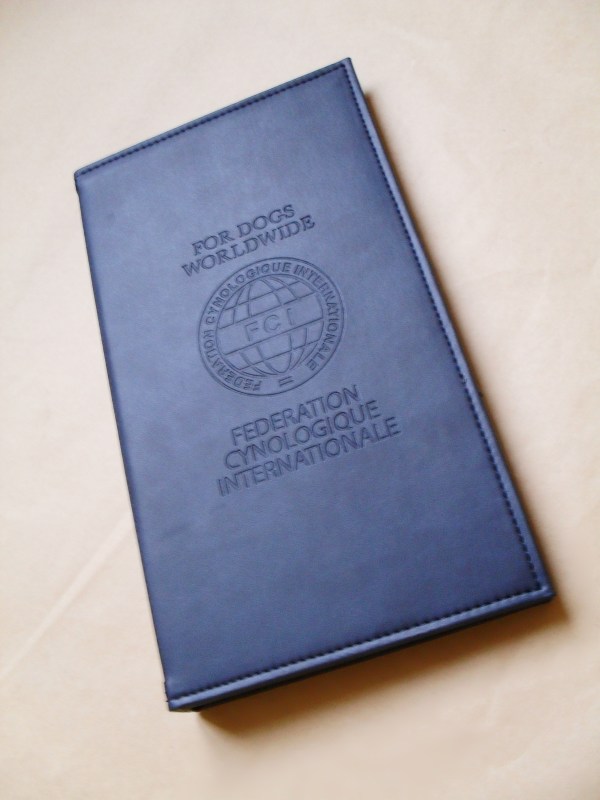 FOR DOGS
WORLDWIDE
FEDERATION CYNOLOGIQUE INTERNATIONALE
FCI
FEDERATION
CYNOLOGIQUE
INTERNATIONALE